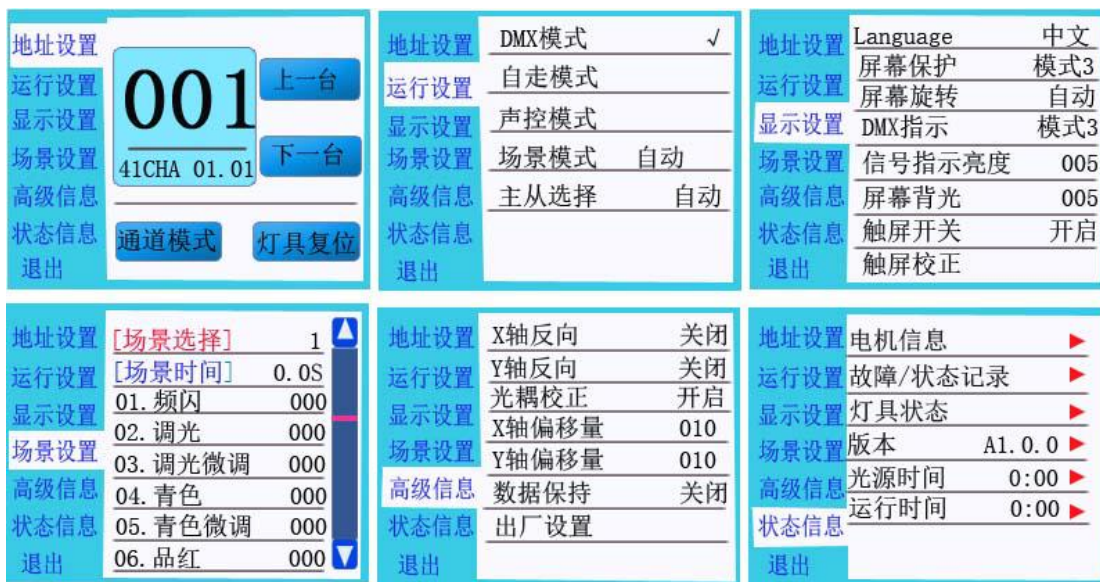 地址设置
运行设置
显示设置
场景设置
高级信息
状态信息
退出
001
41CHA 01.01
上一台
下一台
通道模式
灯具复位
地址设置
运行设置
显示设置
场景设置
高级信息
状态信息
退出
DMX模式 √
自走模式
声控模式
场景模式 自动
主从选择 自动
地址设置
运行设置
显示设置
场景设置
高级信息
状态信息
退出
Language 中文
屏幕保护 模式3
屏幕旋转 自动
DMX指示 模式3
信号指示亮度 005
屏幕背光 005
触屏开关 开启
触屏校正
地址设置
运行设置
显示设置
场景设置
高级信息
状态信息
退出
[场景选择] 1
[场景时间] 0.0S
01.频闪 000
02.调光 000
03.调光微调 000
04.青色 000
05.青色微调 000
06.品红 000
地址设置
运行设置
显示设置
场景设置
高级信息
状态信息
退出
X轴反向 关闭
Y轴反向 关闭
光耦校正 开启
X轴偏移量 010
Y轴偏移量 010
数据保持 关闭
出厂设置
地址设置
运行设置
显示设置
场景设置
高级信息
状态信息
退出
电机信息
故障/状态记录
灯具状态
版本 A1.0.0
光源时间 0:00
运行时间 0:00